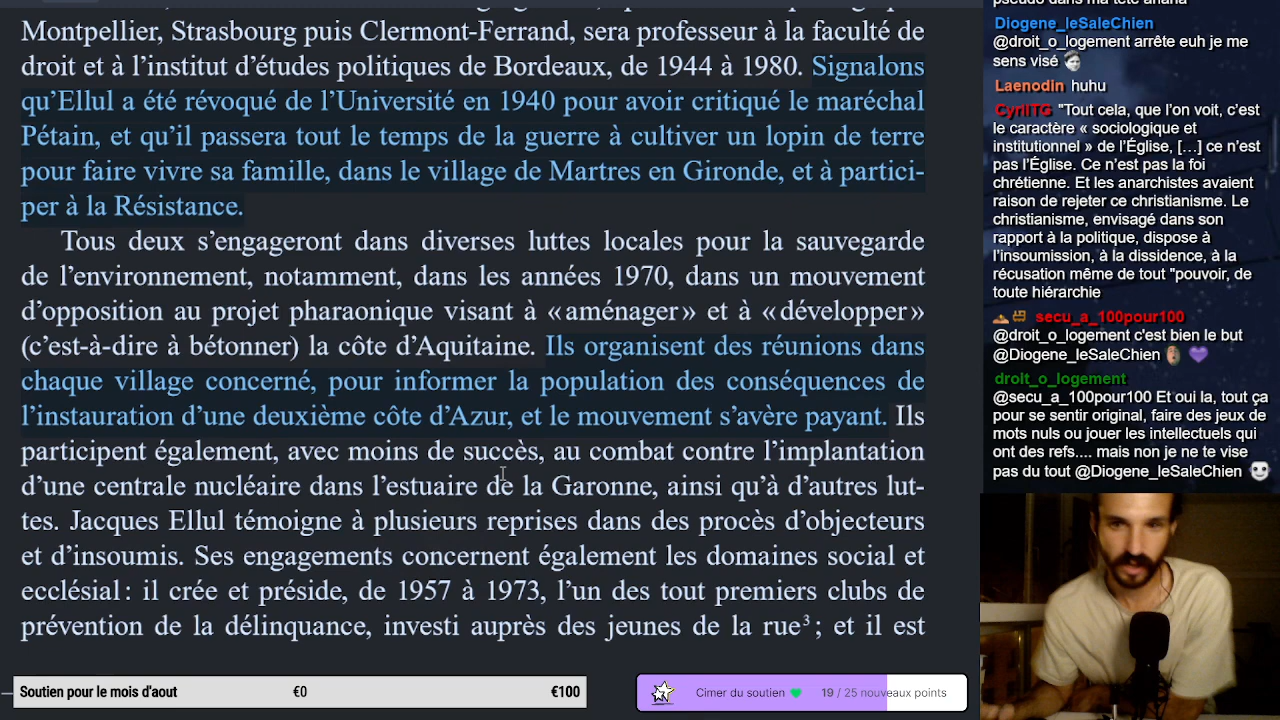 Montpellier, Strasbourg puis Clermont-Ferrand, sera professeur à la faculté de
droit et à l’institut d’études politiques de Bordeaux, de 1944 à 1980. Signalons
qu’Ellul a été révoqué de l’Université en 1940 pour avoir critiqué le maréchal
Pétain, et qu’il passera tout le temps de la guerre à cultiver un lopin de terre
pour faire vivre sa famille, dans le village de Martres en Gironde, et à partici-
per à la Résistance.
Tous deux s’engageront dans diverses luttes locales pour la sauvegarde
de l’environnement, notamment, dans les années 1970, dans un mouvement
d’opposition au projet pharaonique visant à «aménager» et à «développer»
(c’est-à-dire à bétonner) la côte d’Aquitaine. Ils organisent des réunions dans
chaque village concerné, pour informer la population des conséquences de
l’instauration d’une deuxième côte d’Azur, et le mouvement s’avère payant. Ils
participent également, avec moins de succès, au combat contre l’implantation
d’une centrale nucléaire dans l’estuaire de la Garonne, ainsi qu’à d’autres lut-
tes. Jacques Ellul témoigne à plusieurs reprises dans des procès d’objecteurs
et d’insoumis. Ses engagements concernent également les domaines social et
ecclésial : il crée et préside, de 1957 à 1973, l’un des tout premiers clubs de
prévention de la délinquance, investi auprès des jeunes de la rue³ ; et il est
Soutien pour le mois d'aout €0 €100
Cimer du soutien 19 / 25 nouveaux points
pseudo dans ma tête ahaha
Diogene_leSaleChien
@droit_o_logement arrête euh je me
sens visé
Laenodin huhu
CyrilTG "Tout cela, que l’on voit, c’est
le caractère « sociologique et
institutionnel » de l’Église, […] ce n’est
pas l’Église. Ce n’est pas la foi
chrétienne. Et les anarchistes avaient
raison de rejeter ce christianisme. Le
christianisme, envisagé dans son
rapport à la politique, dispose à
l’insoumission, à la dissidence, à la
récusation même de tout "pouvoir, de
toute hiérarchie
secu_a_100pour100
@droit_o_logement c'est bien le but
@Diogene_leSaleChien
droit_o_logement
@secu_a_100pour100 Et oui la, tout ça
pour se sentir original, faire des jeux de
mots nuls ou jouer les intellectuels qui
ont des refs.... mais non je ne te vise
pas du tout @Diogene_leSaleChien